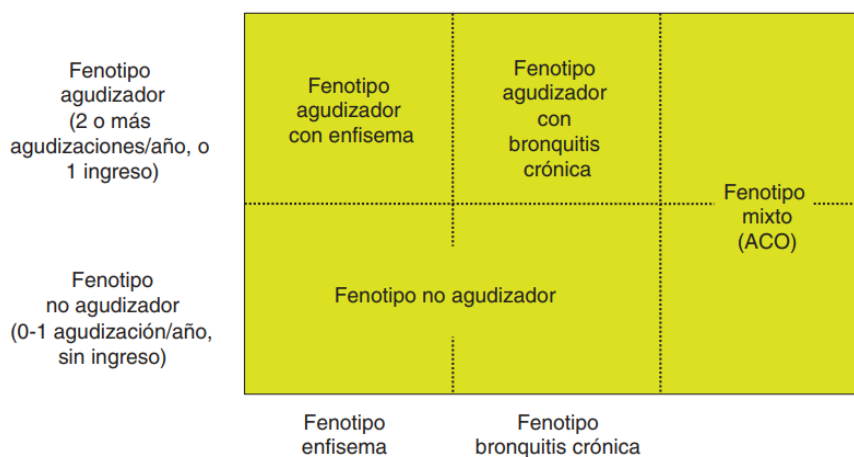 Fenotipo
agudizador
(2 o más
agudizaciones/año, o
1 ingreso)
Fenotipo
agudizador
con enfisema
Fenotipo
agudizador
con
bronquitis
crónica
Fenotipo
mixto
(ACO)
Fenotipo
no agudizador
(0-1 agudización/año,
sin ingreso)
Fenotipo no agudizador
Fenotipo
enfisema
Fenotipo
bronquitis crónica